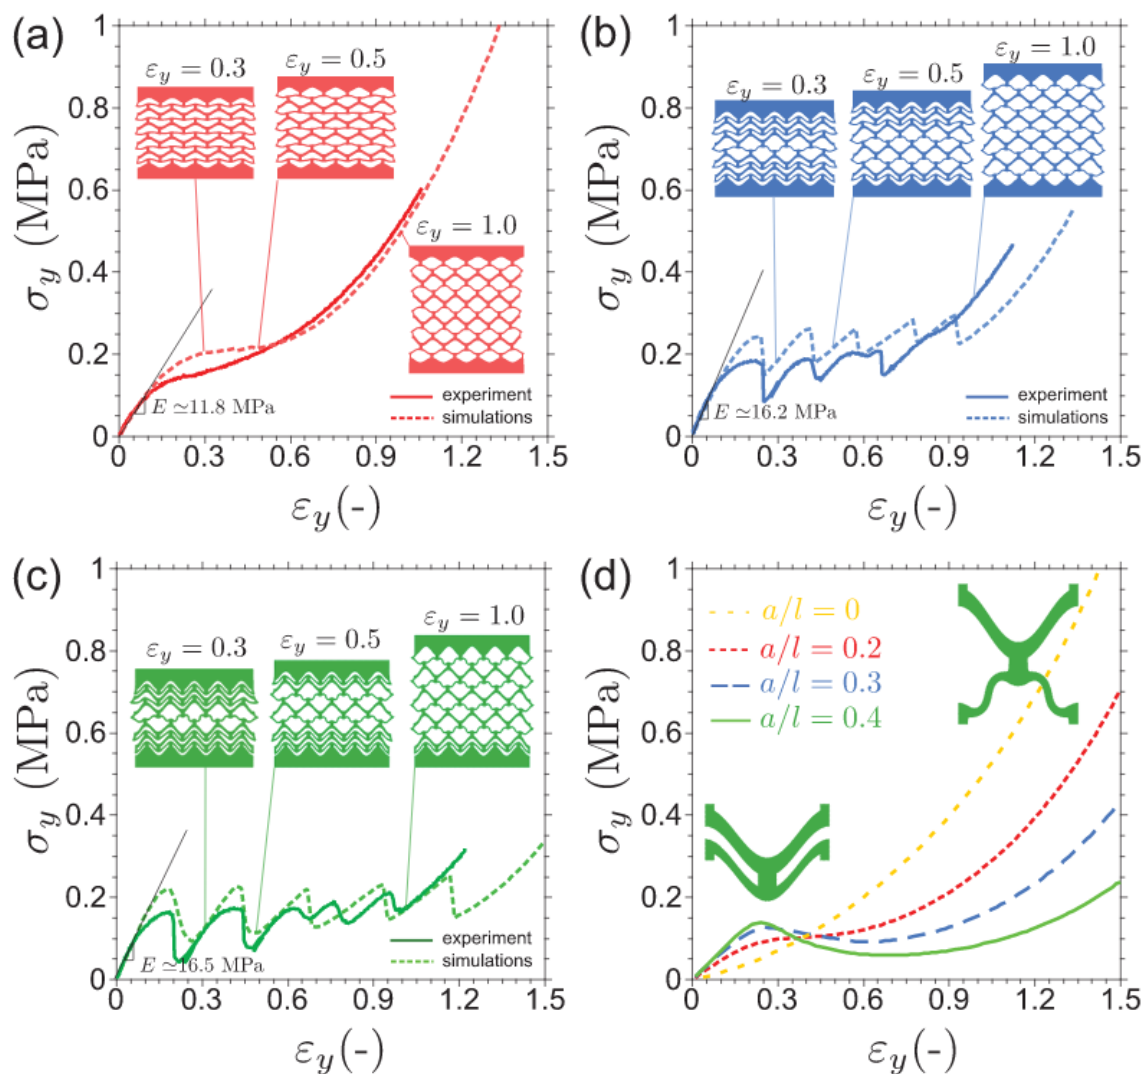 (a)
σy (MPa)
1
0.8
0.6
0.4
0.2
0
εy = 0.3
εy = 0.5
εy = 1.0
E ≃11.8 MPa
experiment
simulations
0 0.3 0.6 0.9 1.2 1.5
εy(-)
(b)
σy (MPa)
1
0.8
0.6
0.4
0.2
0
εy = 0.3
εy = 0.5
εy = 1.0
E ≃16.2 MPa
experiment
simulations
0 0.3 0.6 0.9 1.2 1.5
εy(-)
(c)
σy (MPa)
1
0.8
0.6
0.4
0.2
0
εy = 0.3
εy = 0.5
εy = 1.0
E ≃16.5 MPa
experiment
simulations
0 0.3 0.6 0.9 1.2 1.5
εy(-)
(d)
σy (MPa)
1
0.8
0.6
0.4
0.2
0
a/l = 0
a/l = 0.2
a/l = 0.3
a/l = 0.4
0 0.3 0.6 0.9 1.2 1.5
εy(-)